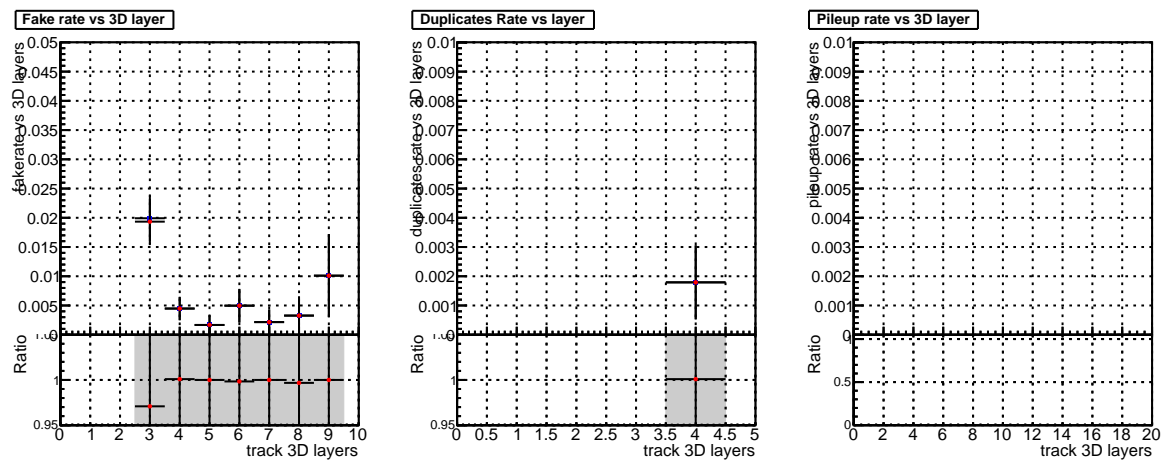 Fake rate vs 3D layer
fakerate vs 3D layers
0.05
0.045
0.04
0.035
0.03
0.025
0.02
0.015
0.01
0.005
0
Ratio
1
0.95
0 1 2 3 4 5 6 7 8 9 10
track 3D layers
Duplicates Rate vs layer
duplicates rate vs 3D layers
0.01
0.009
0.008
0.007
0.006
0.005
0.004
0.003
0.002
0.001
0
Ratio
1
0.95
0 0.5 1 1.5 2 2.5 3 3.5 4 4.5 5
track 3D layers
Pileup rate vs 3D layer
pileup rate vs 3D layers
0.01
0.009
0.008
0.007
0.006
0.005
0.004
0.003
0.002
0.001
0
Ratio
1
0.5
0
0 2 4 6 8 10 12 14 16 18 20
track 3D layers